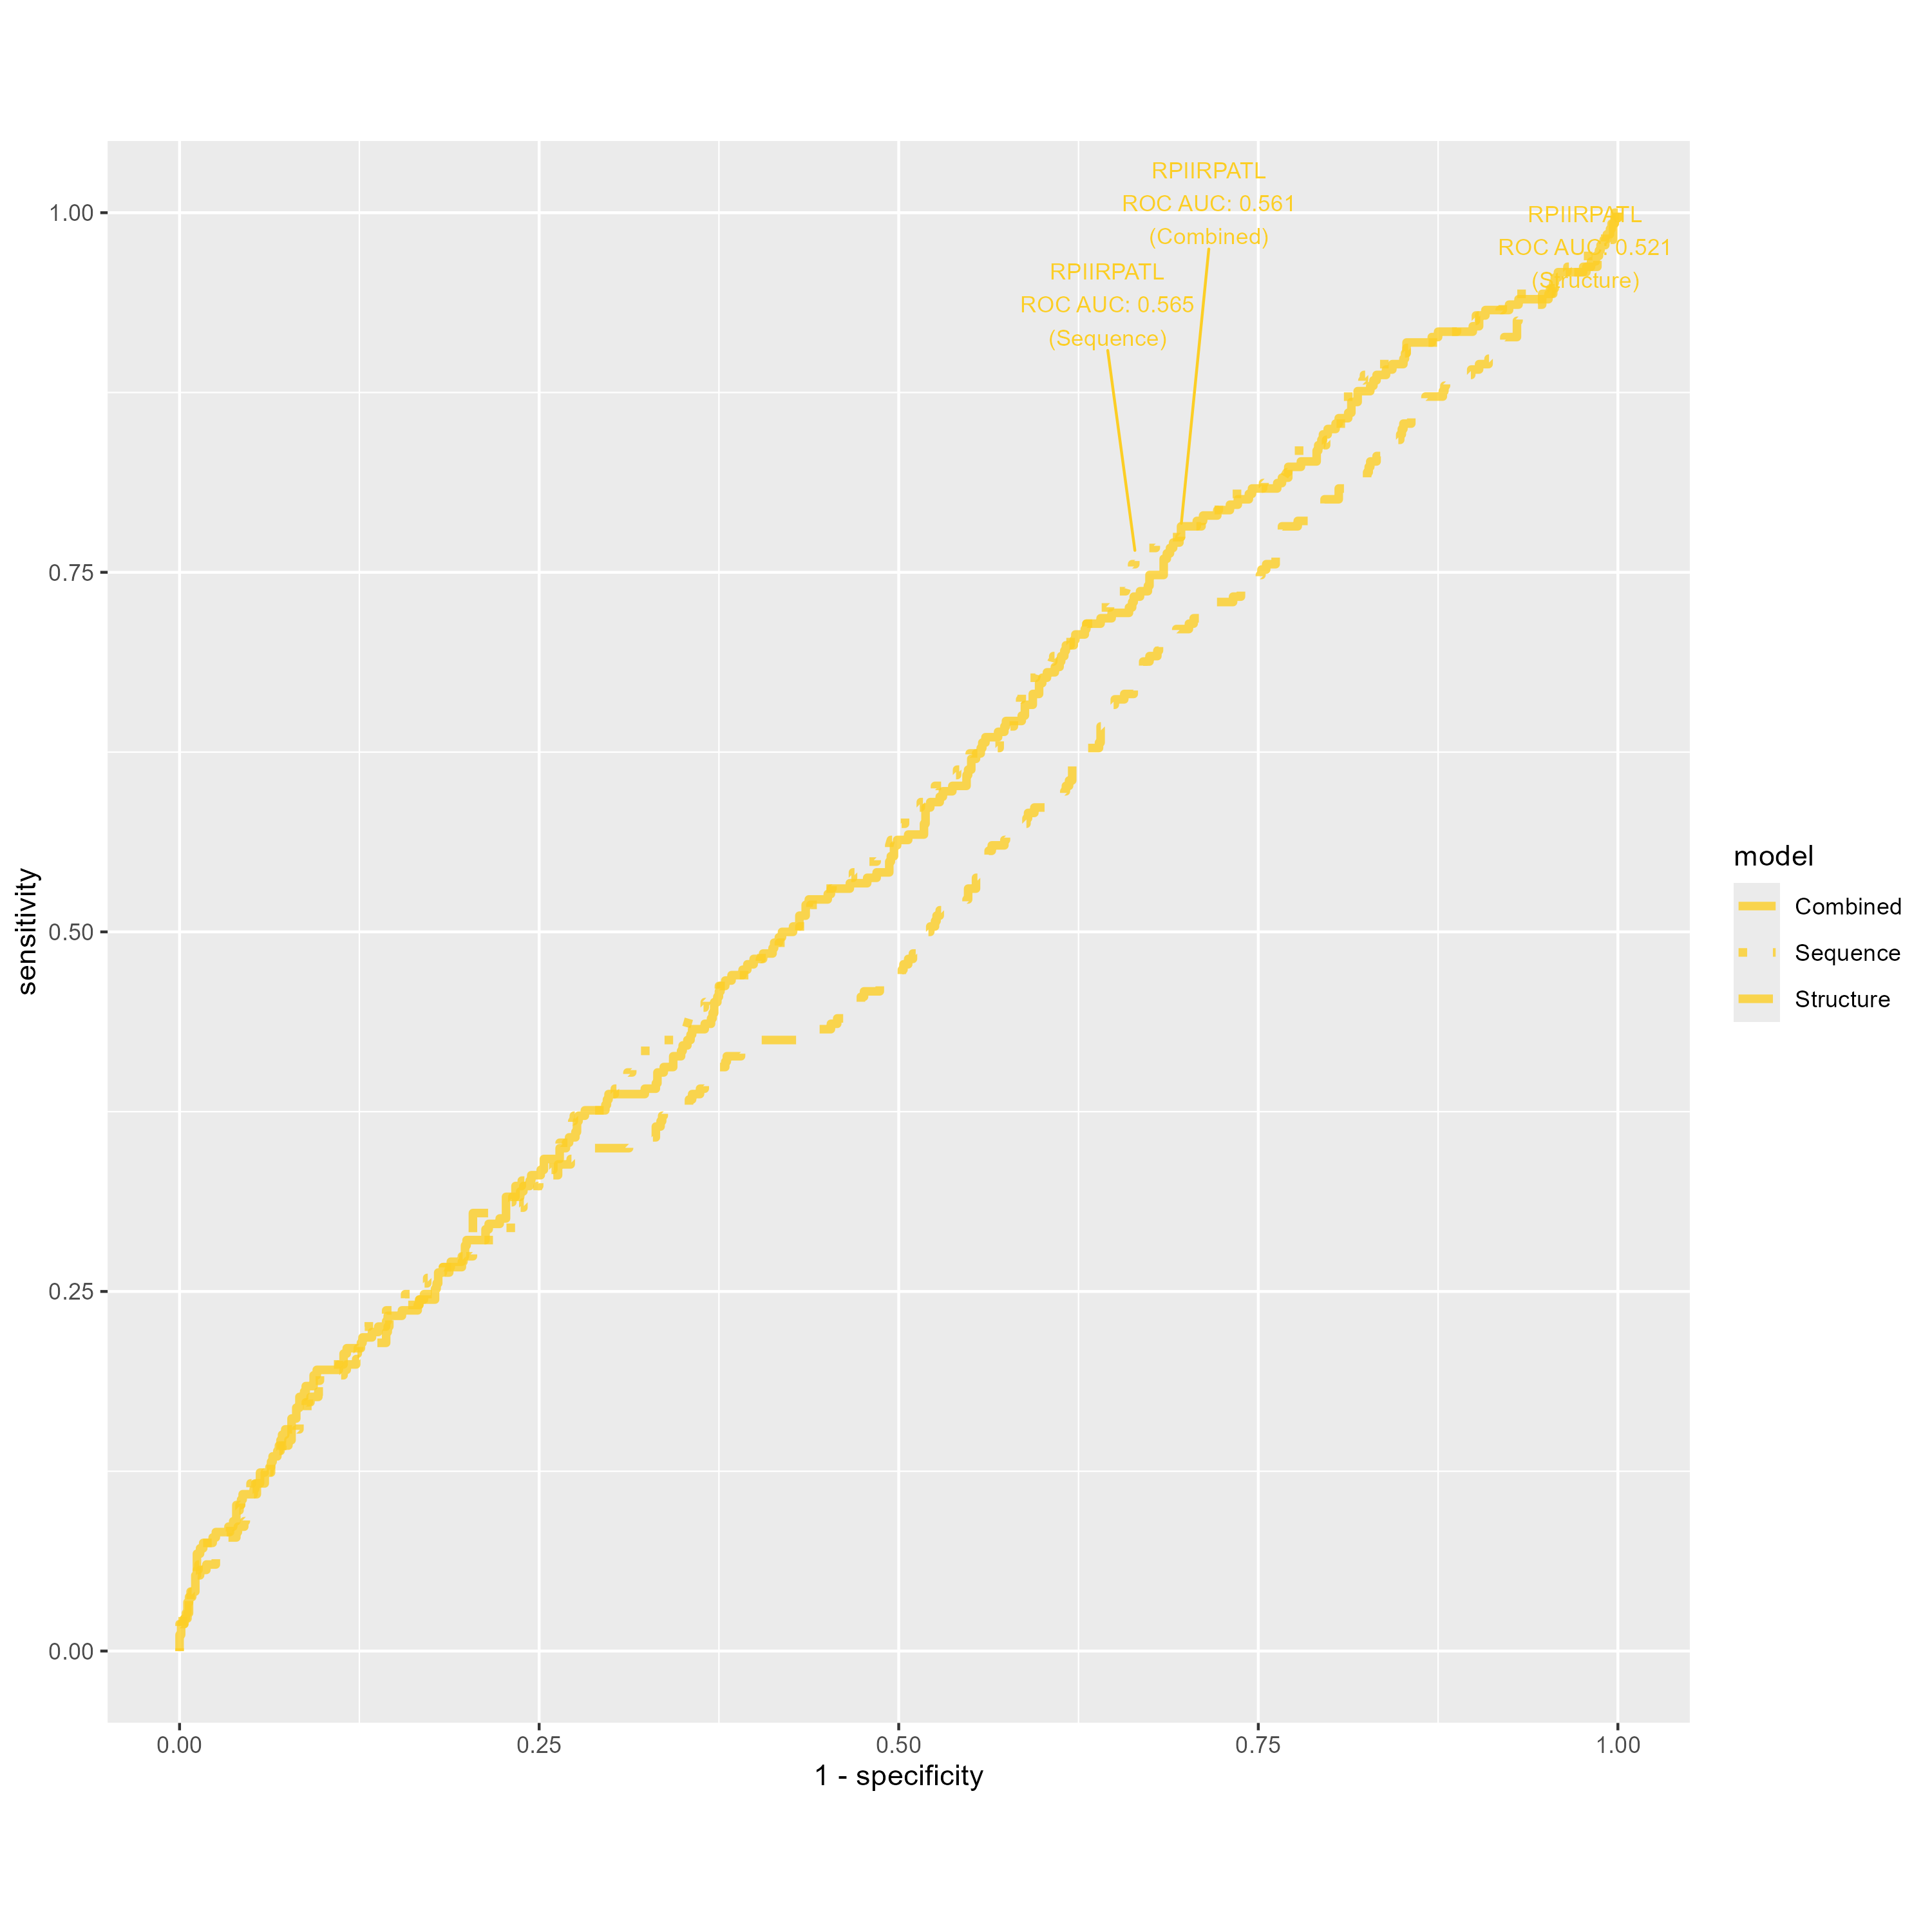 RPIIRPATL
ROC AUC: 0.561
(Combined)
RPIIRPATL
ROC AUC: 0.521
(Structure)
RPIIRPATL
ROC AUC: 0.565
(Sequence)
1.00
0.75
0.50
0.25
0.00
sensitivity
0.00
0.25
0.50
0.75
1.00
1 - specificity
model
Combined
Sequence
Structure